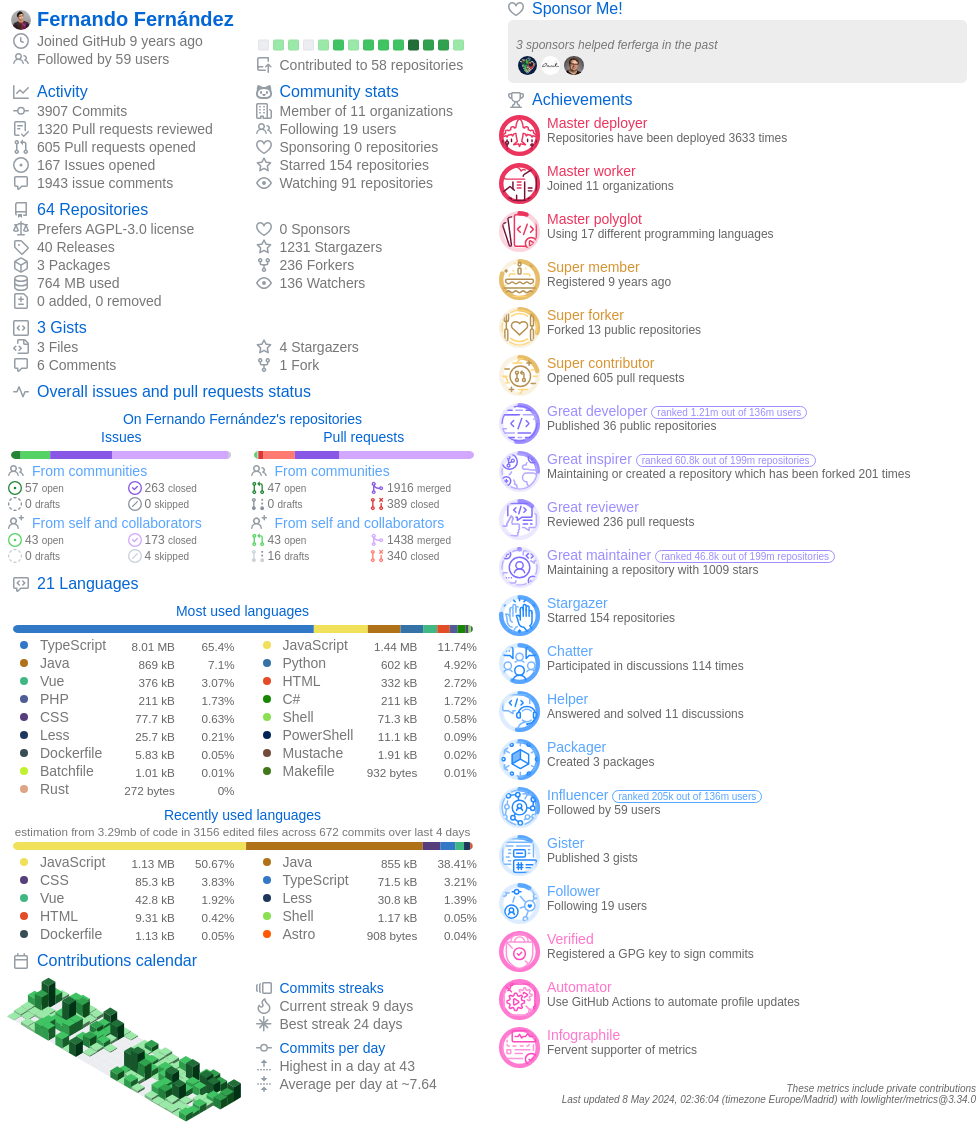 Fernando Fernández
Joined GitHub 9 years ago
Followed by 59 users
Contributed to 58 repositories
Activity
3907 Commits
1320 Pull requests reviewed
605 Pull requests opened
167 Issues opened
1943 issue comments
Community stats
Member of 11 organizations
Following 19 users
Sponsoring 0 repositories
Starred 154 repositories
Watching 91 repositories
64 Repositories
Prefers AGPL-3.0 license
40 Releases
3 Packages
764 MB used
0 added, 0 removed
0 Sponsors
1231 Stargazers
236 Forkers
136 Watchers
3 Gists
3 Files
6 Comments
4 Stargazers
1 Fork
Overall issues and pull requests status
On Fernando Fernández's repositories
Issues
From communities
57 open 263 closed
0 drafts 0 skipped
From self and collaborators
43 open 173 closed
0 drafts 4 skipped
Pull requests
From communities
47 open 1916 merged
0 drafts 389 closed
From self and collaborators
43 open 1438 merged
16 drafts 340 closed
21 Languages
Most used languages
TypeScript 8.01 MB 65.4%
Java 869 kB 7.1%
Vue 376 kB 3.07%
PHP 211 kB 1.73%
CSS 77.7 kB 0.63%
Less 25.7 kB 0.21%
Dockerfile 5.83 kB 0.05%
Batchfile 1.01 kB 0.01%
Rust 272 bytes 0%
JavaScript 1.44 MB 11.74%
Python 602 kB 4.92%
HTML 332 kB 2.72%
C# 211 kB 1.72%
Shell 71.3 kB 0.58%
PowerShell 11.1 kB 0.09%
Mustache 1.91 kB 0.02%
Makefile 932 bytes 0.01%
Recently used languages
estimation from 3.29mb of code in 3156 edited files across 672 commits over last 4 days
JavaScript 1.13 MB 50.67%
CSS 85.3 kB 3.83%
Vue 42.8 kB 1.92%
HTML 9.31 kB 0.42%
Dockerfile 1.13 kB 0.05%
Java 855 kB 38.41%
TypeScript 71.5 kB 3.21%
Less 30.8 kB 1.39%
Shell 1.17 kB 0.05%
Astro 908 bytes 0.04%
Contributions calendar
Commits streaks
Current streak 9 days
Best streak 24 days
Commits per day
Highest in a day at 43
Average per day at ~7.64
Sponsor Me!
3 sponsors helped ferferga in the past
Achievements
Master deployer
Repositories have been deployed 3633 times
Master worker
Joined 11 organizations
Master polyglot
Using 17 different programming languages
Super member
Registered 9 years ago
Super forker
Forked 13 public repositories
Super contributor
Opened 605 pull requests
Great developer ranked 1.21m out of 136m users
Published 36 public repositories
Great inspirer ranked 60.8k out of 199m repositories
Maintaining or created a repository which has been forked 201 times
Great reviewer
Reviewed 236 pull requests
Great maintainer ranked 46.8k out of 199m repositories
Maintaining a repository with 1009 stars
Stargazer
Starred 154 repositories
Chatter
Participated in discussions 114 times
Helper
Answered and solved 11 discussions
Packager
Created 3 packages
Influencer ranked 205k out of 136m users
Followed by 59 users
Gister
Published 3 gists
Follower
Following 19 users
Verified
Registered a GPG key to sign commits
Automator
Use GitHub Actions to automate profile updates
Infographile
Fervent supporter of metrics
These metrics include private contributions
Last updated 8 May 2024, 02:36:04 (timezone Europe/Madrid) with lowlighter/metrics@3.34.0